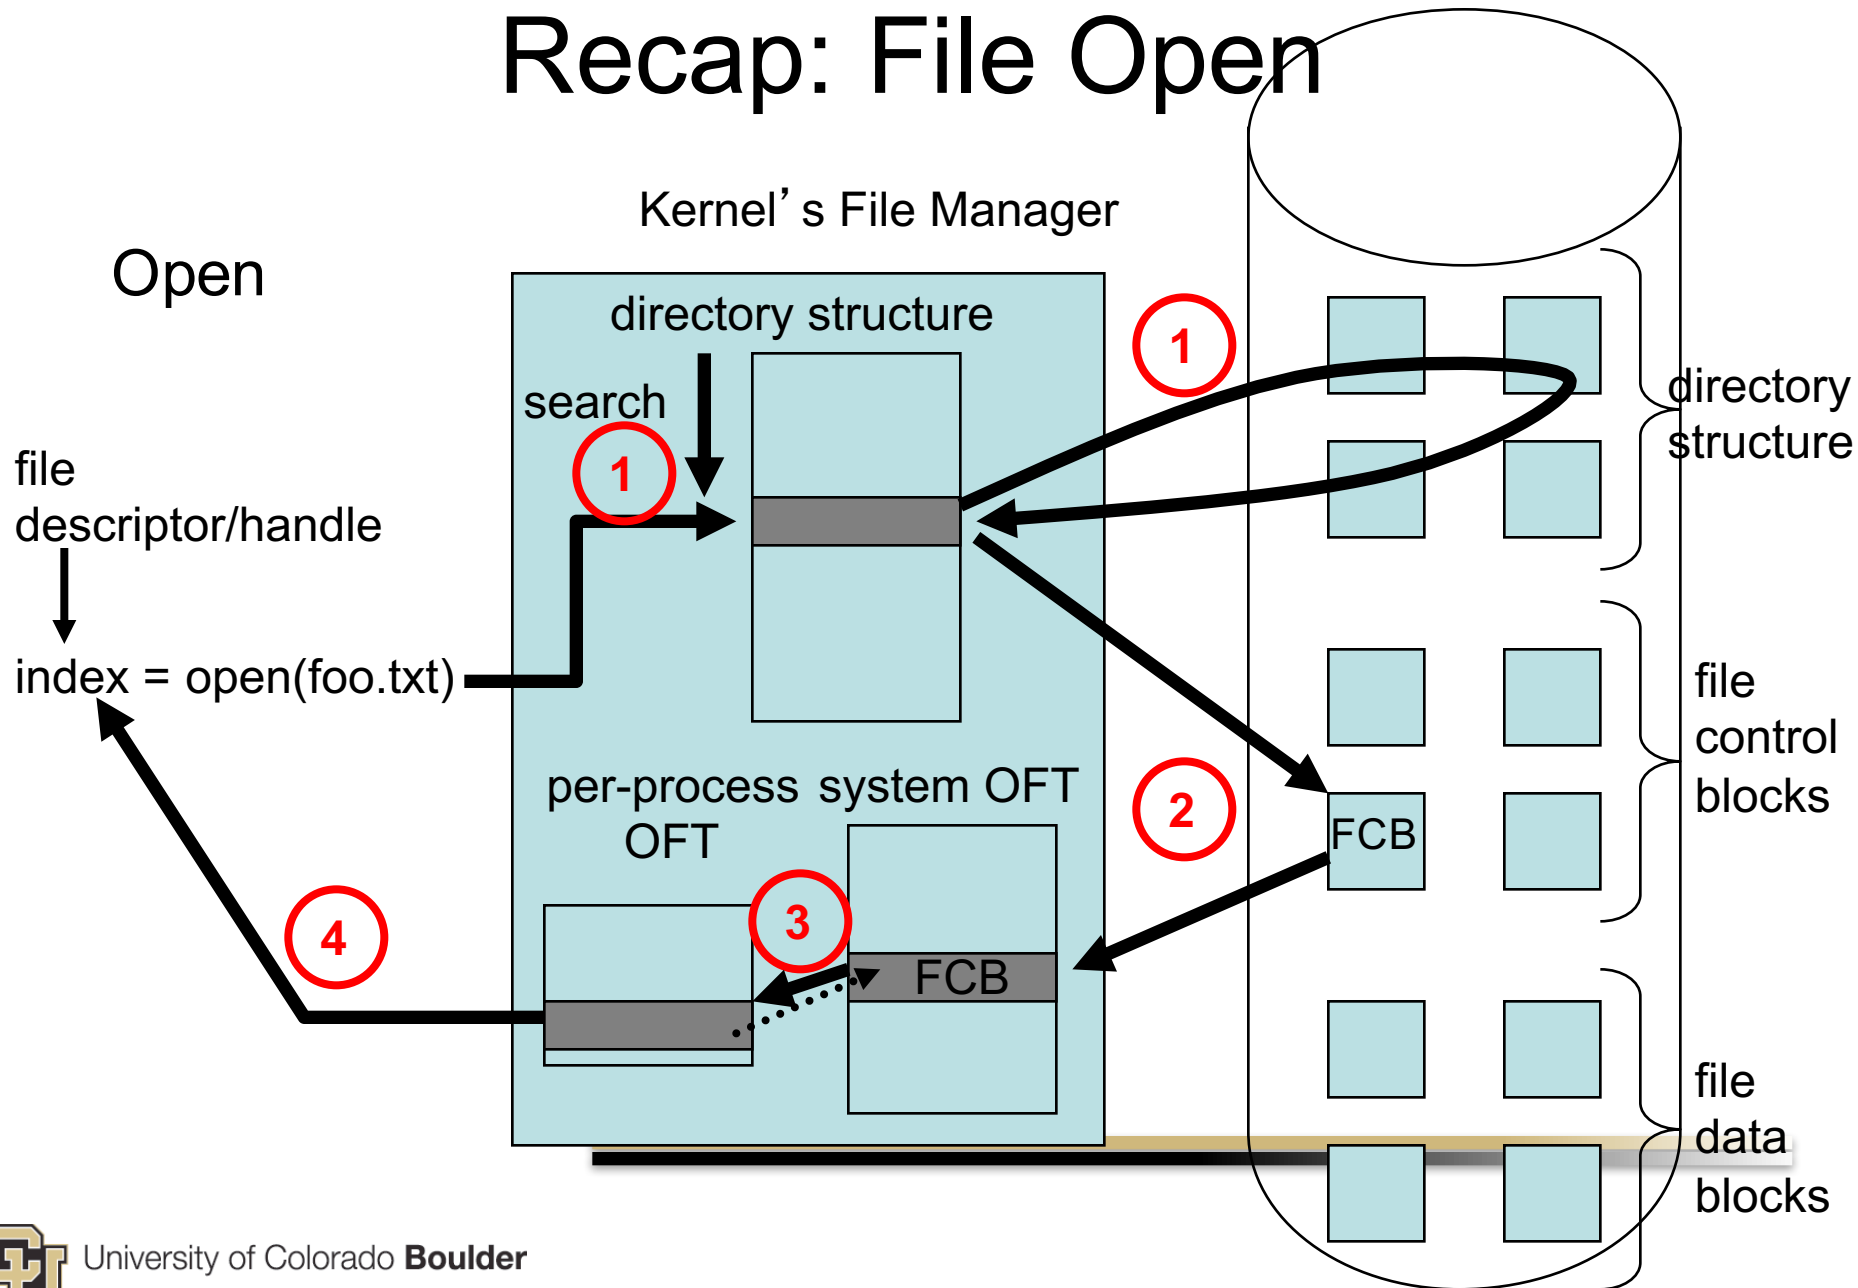 Recap: File Open
Kernel’s File Manager
Open
directory structure
search
1
1
directory
structure
file
descriptor/handle
index = open(foo.txt)
file
control
blocks
per-process
OFT
system OFT
2
FCB
3
4
FCB
file
data
blocks
CU
University of Colorado Boulder